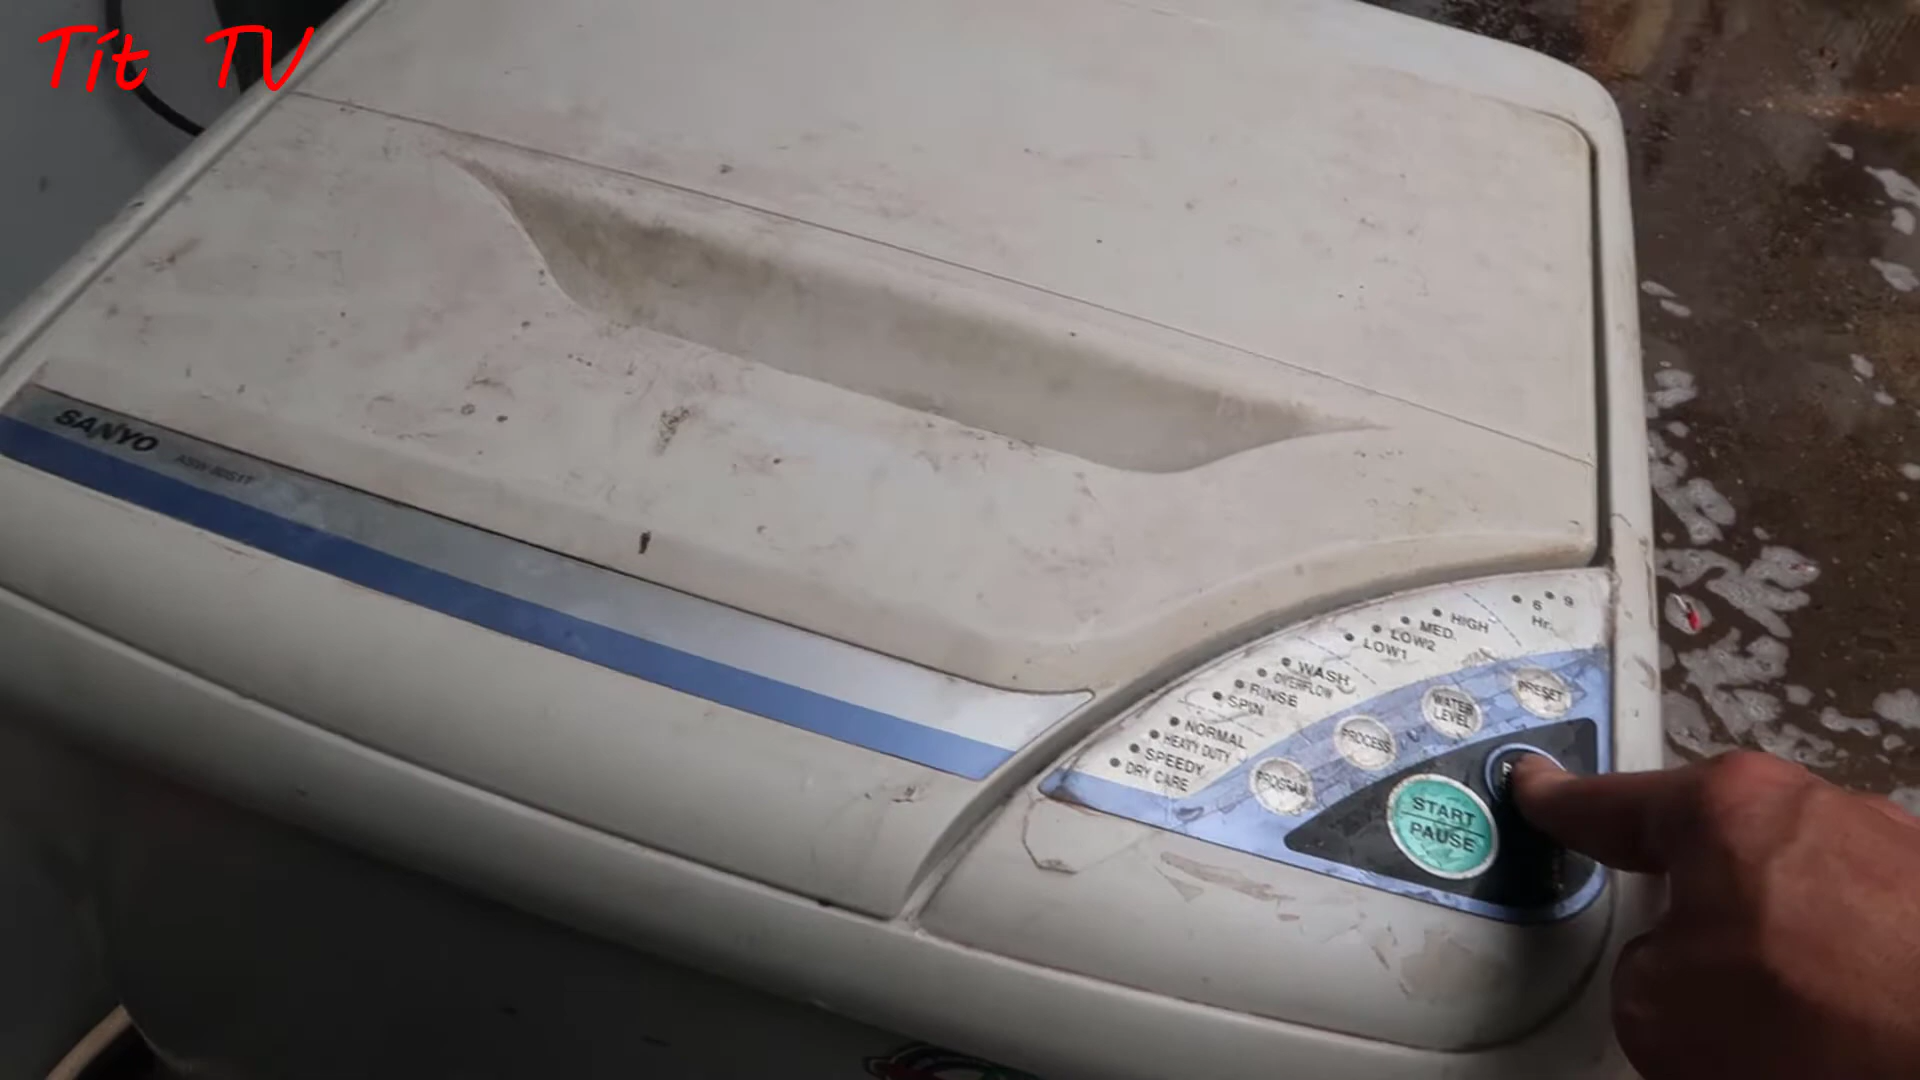 Tít TV
SANYO
6 9
Hr.
HIGH
MED.
LOW2
LOW1
WASH
OVERFLOW
RINSE
SPIN
NORMAL
HEAVY DUTY
SPEEDY
DRY CARE
PRESET
WATER
LEVEL
PROCESS
PROGRAM
START
PAUSE